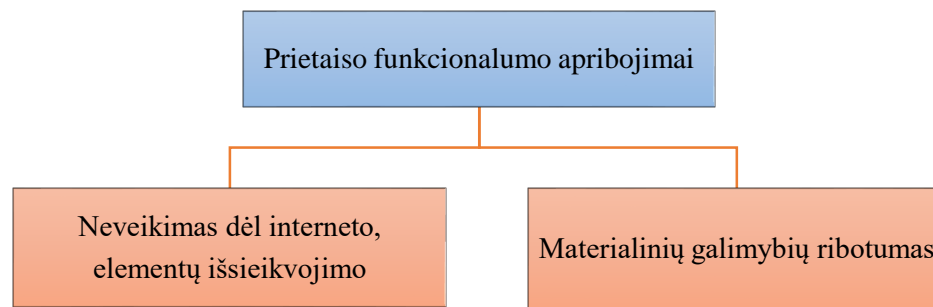 Prietaiso funkcionalumo apribojimai
Neveikimas dėl interneto,
elementų išsieikvojimo
Materialinių galimybių ribotumas